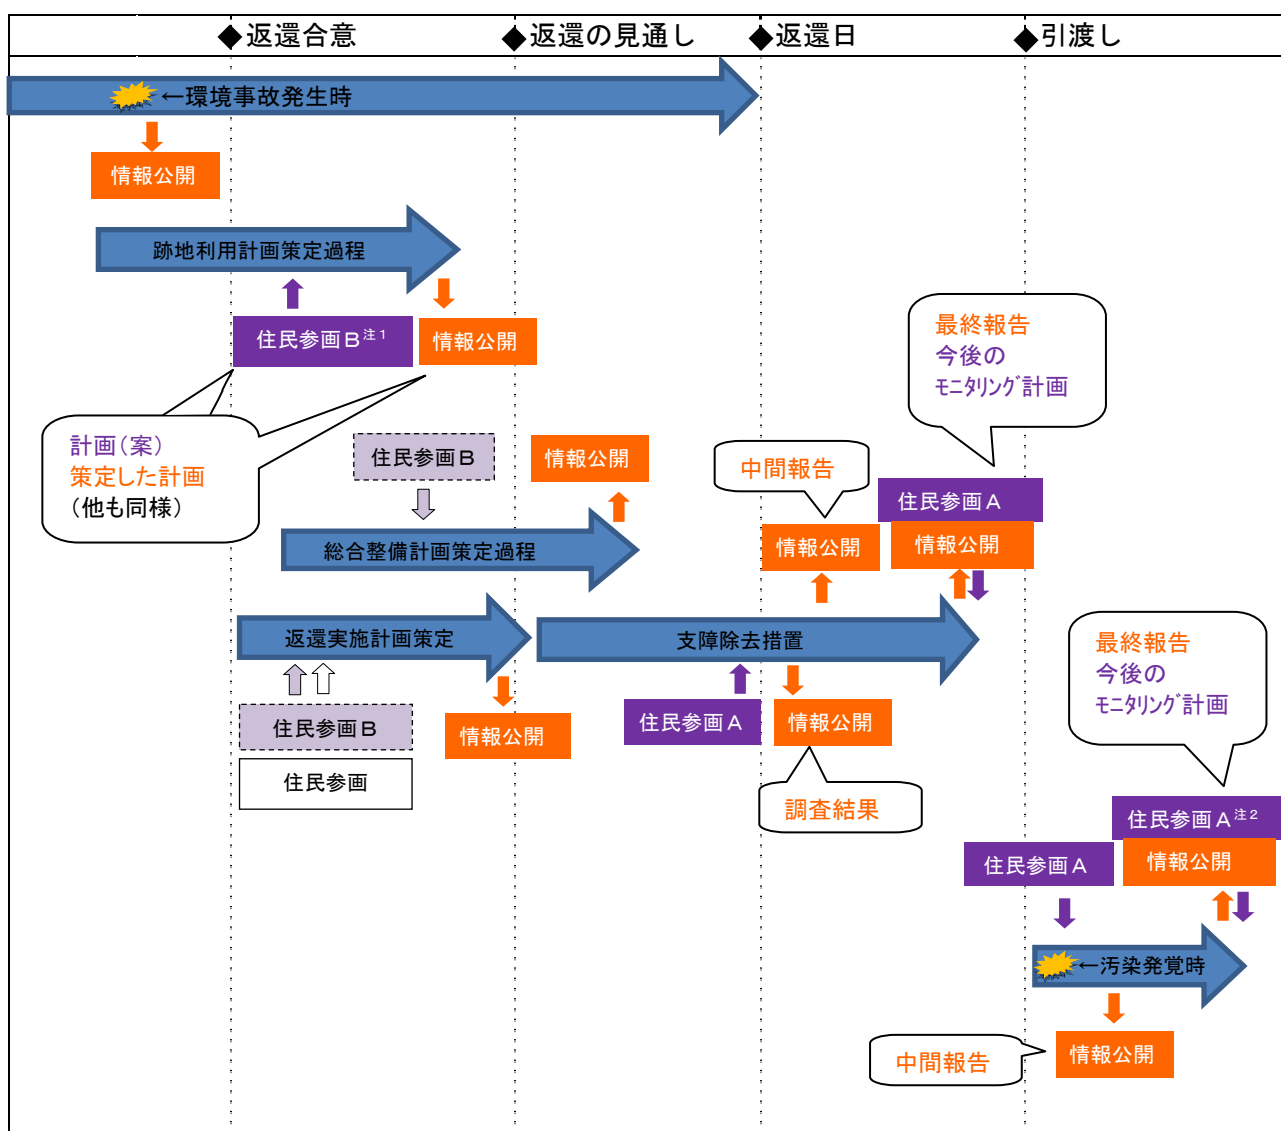 ◆返還合意
◆返還の見通し
◆返還日
◆引渡し
←環境事故発生時
情報公開
跡地利用計画策定過程
住民参画B注1
情報公開
計画(案)
策定した計画
(他も同様)
住民参画B
情報公開
総合整備計画策定過程
中間報告
情報公開
最終報告
今後の
モニタリング計画
住民参画A
情報公開
返還実施計画策定
支障除去措置
住民参画B
住民参画
情報公開
住民参画A
情報公開
調査結果
最終報告
今後の
モニタリング計画
住民参画A注2
住民参画A
情報公開
←汚染発覚時
中間報告
情報公開